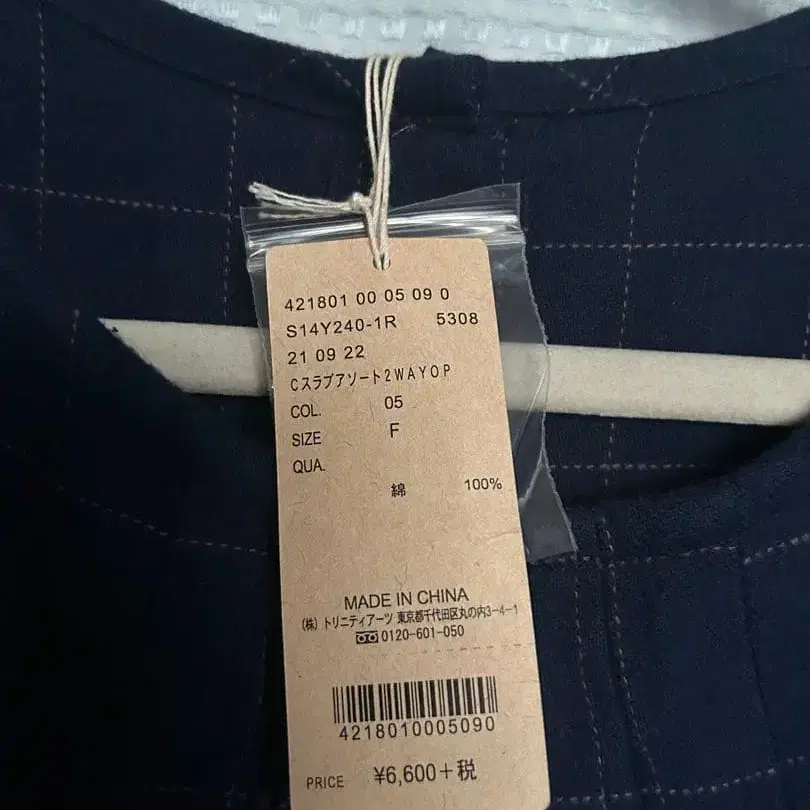 421801 00 05 09 0
S14Y240-1R 5308
21 09 22
CスラブアソートQ2WAYOP
COL. 05
SIZE F
QUA.
綿 100%
MADE IN CHINA
(株)トリニティアーツ 東京都千代田区丸の内3-4-1
0120-601-050
4218010005090
PRICE ¥6,600+税